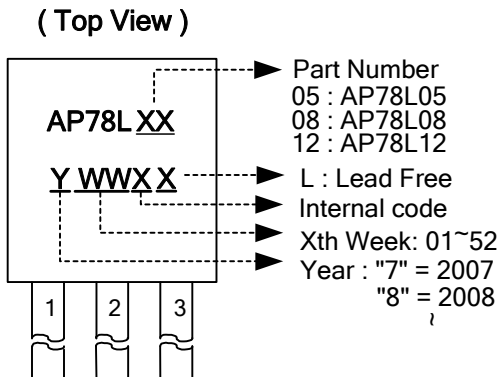 ( Top View )
AP78L XX
Part Number
05 : AP78L05
08 : AP78L08
12 : AP78L12
Y WWX X
L : Lead Free
Internal code
Xth Week: 01~52
Year : "7" = 2007
"8" = 2008
~
1 2 3